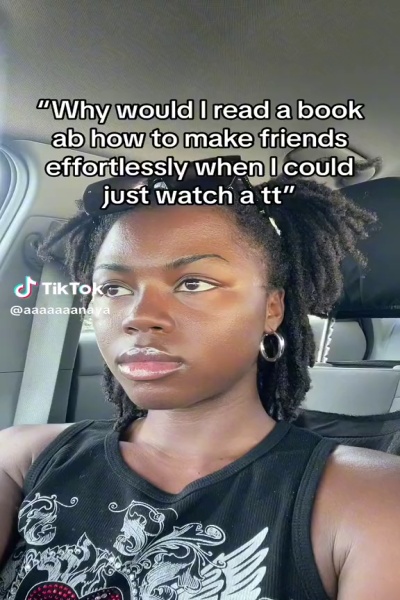 “Why would I read a book
ab how to make friends
effortlessly when I could
just watch a tt”
TikTok
@aaaaaaanaya